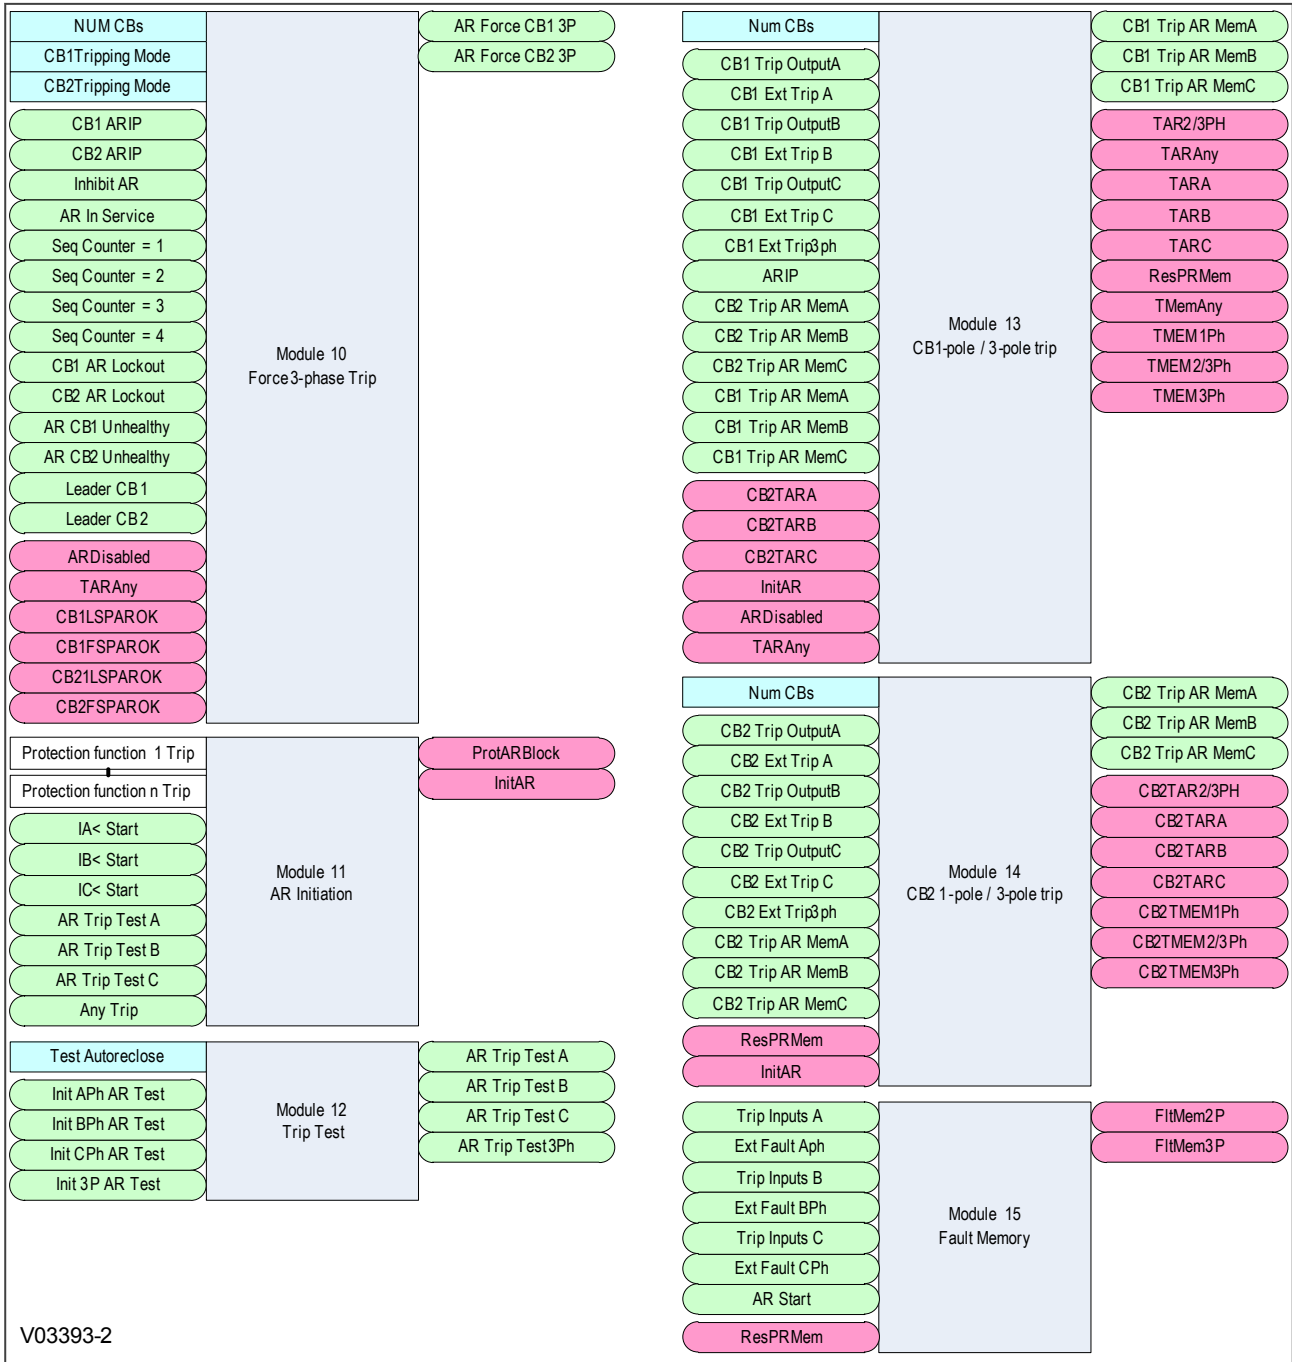 NUM CBs
CB1Tripping Mode
CB2Tripping Mode
CB1 ARIP
CB2 ARIP
Inhibit AR
AR In Service
Seq Counter = 1
Seq Counter = 2
Seq Counter = 3
Seq Counter = 4
CB1 AR Lockout
CB2 AR Lockout
AR CB1 Unhealthy
AR CB2 Unhealthy
Leader CB1
Leader CB2
ARDisabled
TARAny
CB1LSPAROK
CB1FSPAROK
CB21LSPAROK
CB2FSPAROK
Module 10
Force3-phase Trip
AR Force CB1 3P
AR Force CB2 3P
Protection function 1 Trip
Protection function n Trip
IA< Start
IB< Start
IC< Start
AR Trip Test A
AR Trip Test B
AR Trip Test C
Any Trip
Module 11
AR Initiation
ProtARBlock
InitAR
Test Autoreclose
Init APh AR Test
Init BPh AR Test
Init CPh AR Test
Init 3P AR Test
Module 12
Trip Test
AR Trip Test A
AR Trip Test B
AR Trip Test C
AR Trip Test3Ph
Num CBs
CB1 Trip OutputA
CB1 Ext Trip A
CB1 Trip OutputB
CB1 Ext Trip B
CB1 Trip OutputC
CB1 Ext Trip C
CB1 Ext Trip3ph
ARIP
CB2 Trip AR MemA
CB2 Trip AR MemB
CB2 Trip AR MemC
CB1 Trip AR MemA
CB1 Trip AR MemB
CB1 Trip AR MemC
CB2TARA
CB2TARB
CB2TARC
InitAR
ARDisabled
TARAny
Module 13
CB1-pole / 3-pole trip
CB1 Trip AR MemA
CB1 Trip AR MemB
CB1 Trip AR MemC
TAR2/3PH
TARAny
TARA
TARB
TARC
ResPRMem
TMemAny
TMEM1Ph
TMEM2/3Ph
TMEM3Ph
Num CBs
CB2 Trip OutputA
CB2 Ext Trip A
CB2 Trip OutputB
CB2 Ext Trip B
CB2 Trip OutputC
CB2 Ext Trip C
CB2 Ext Trip3ph
CB2 Trip AR MemA
CB2 Trip AR MemB
CB2 Trip AR MemC
ResPRMem
InitAR
Module 14
CB2 1-pole / 3-pole trip
CB2 Trip AR MemA
CB2 Trip AR MemB
CB2 Trip AR MemC
CB2TAR2/3PH
CB2TARA
CB2TARB
CB2TARC
CB2TMEM1Ph
CB2TMEM2/3Ph
CB2TMEM3Ph
Trip Inputs A
Ext Fault Aph
Trip Inputs B
Ext Fault BPh
Trip Inputs C
Ext Fault CPh
AR Start
ResPRMem
Module 15
Fault Memory
FltMem2P
FltMem3P
V03393-2